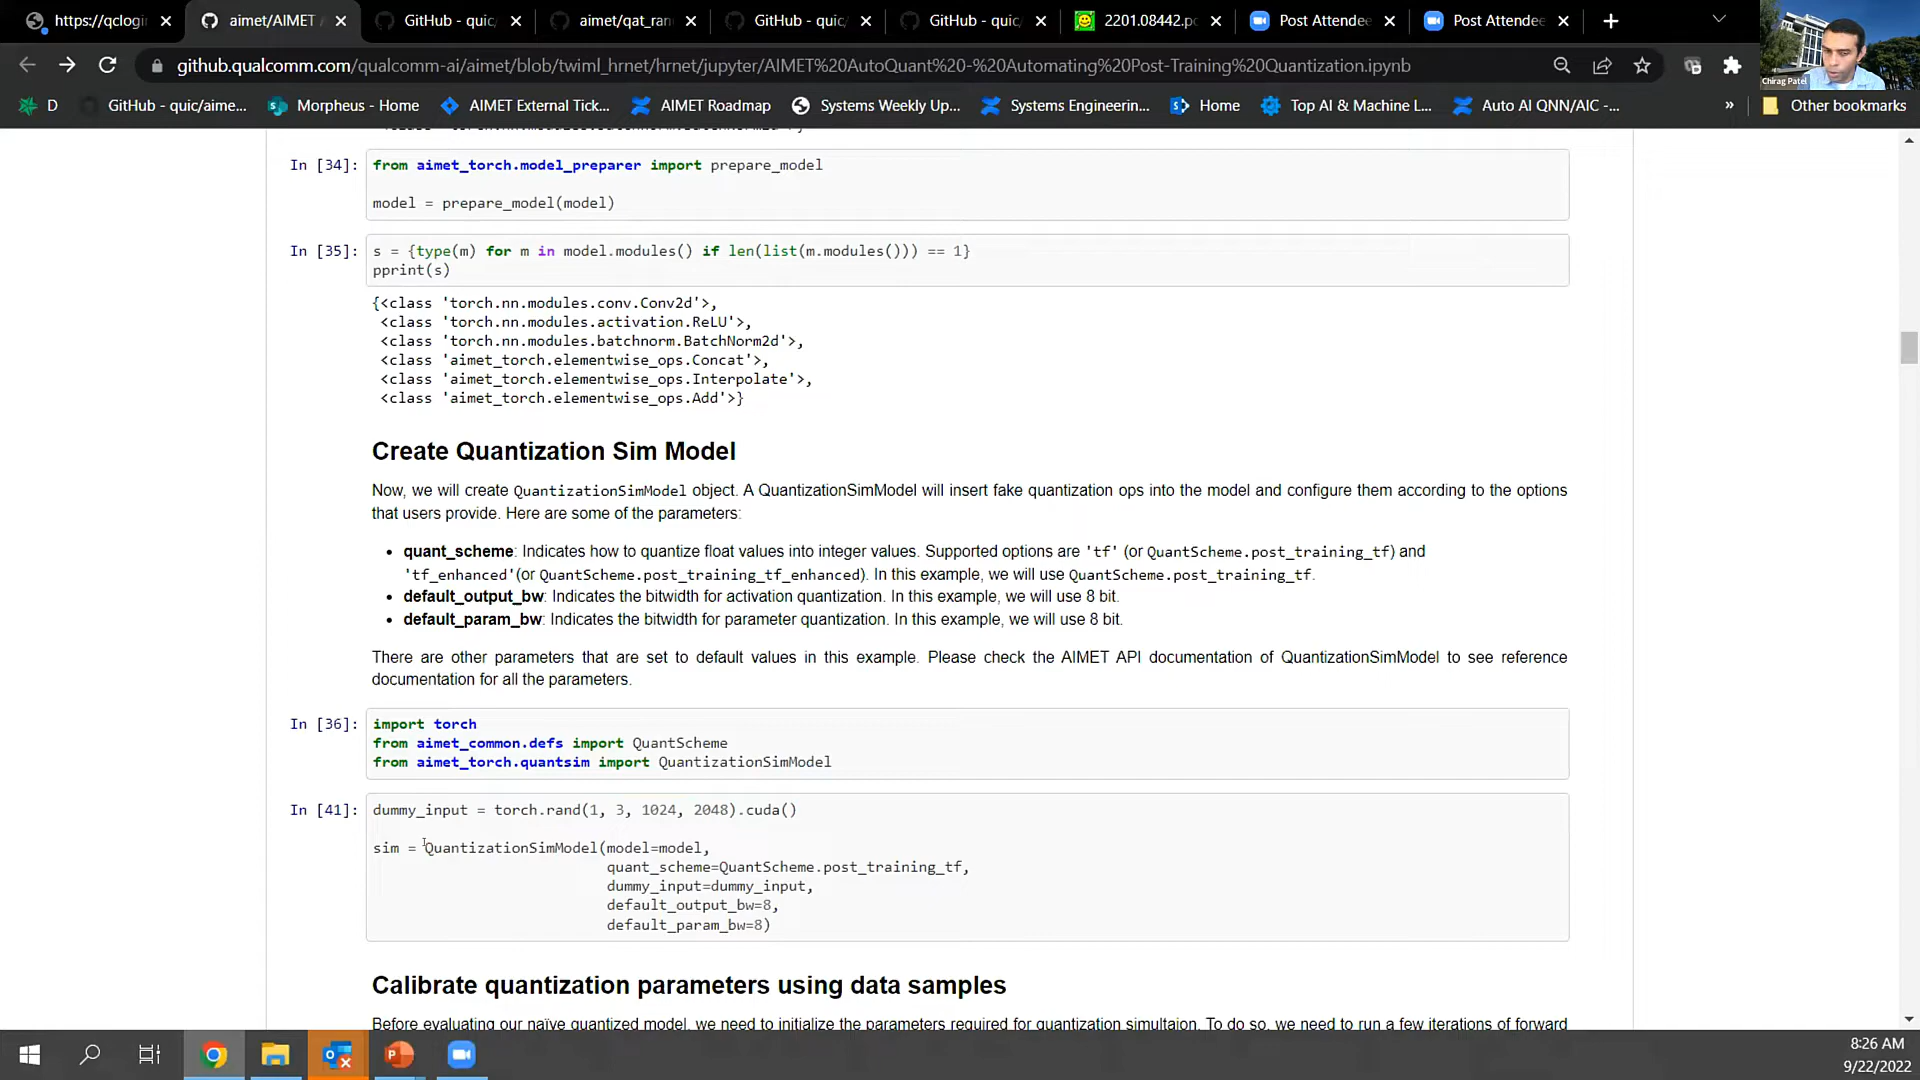 https://qclogin
aimet/AIMET A
GitHub - quic/
aimet/qat_ran
GitHub - quic/
GitHub - quic/
2201.08442.p
Post Attendee
Post Attendee
github.qualcomm.com/qualcomm-ai/aimet/blob/twiml_hrnet/hrnet/jupyter/AIMET%20AutoQuant%20-%20Automating%20Post-Training%20Quantization.ipynb
Chirag Patel
D
GitHub - quic/aime...
Morpheus - Home
AIMET External Tick...
AIMET Roadmap
Systems Weekly Up...
Systems Engineerin...
Home
Top AI & Machine L...
Auto AI QNN/AIC -...
»
Other bookmarks
In [34]:
from aimet_torch.model_preparer import prepare_model
model = prepare_model(model)
In [35]:
s = {type(m) for m in model.modules() if len(list(m.modules())) == 1}
pprint(s)
{<class 'torch.nn.modules.conv.Conv2d'>,
<class 'torch.nn.modules.activation.ReLU'>,
<class 'torch.nn.modules.batchnorm.BatchNorm2d'>,
<class 'aimet_torch.elementwise_ops.Concat'>,
<class 'aimet_torch.elementwise_ops.Interpolate'>,
<class 'aimet_torch.elementwise_ops.Add'>}
Create Quantization Sim Model
Now, we will create QuantizationSimModel object. A QuantizationSimModel will insert fake quantization ops into the model and configure them according to the options
that users provide. Here are some of the parameters:
• quant_scheme: Indicates how to quantize float values into integer values. Supported options are 'tf' (or QuantScheme.post_training_tf) and
'tf_enhanced'(or QuantScheme.post_training_tf_enhanced). In this example, we will use QuantScheme.post_training_tf.
• default_output_bw: Indicates the bitwidth for activation quantization. In this example, we will use 8 bit.
• default_param_bw: Indicates the bitwidth for parameter quantization. In this example, we will use 8 bit.
There are other parameters that are set to default values in this example. Please check the AIMET API documentation of QuantizationSimModel to see reference
documentation for all the parameters.
In [36]:
import torch
from aimet_common.defs import QuantScheme
from aimet_torch.quantsim import QuantizationSimModel
In [41]:
dummy_input = torch.rand(1, 3, 1024, 2048).cuda()
sim = QuantizationSimModel(model=model,
quant_scheme=QuantScheme.post_training_tf,
dummy_input=dummy_input,
default_output_bw=8,
default_param_bw=8)
Calibrate quantization parameters using data samples
Before evaluating our naïve quantized model, we need to initialize the parameters required for quantization simultaion. To do so, we need to run a few iterations of forward
8:26 AM
9/22/2022